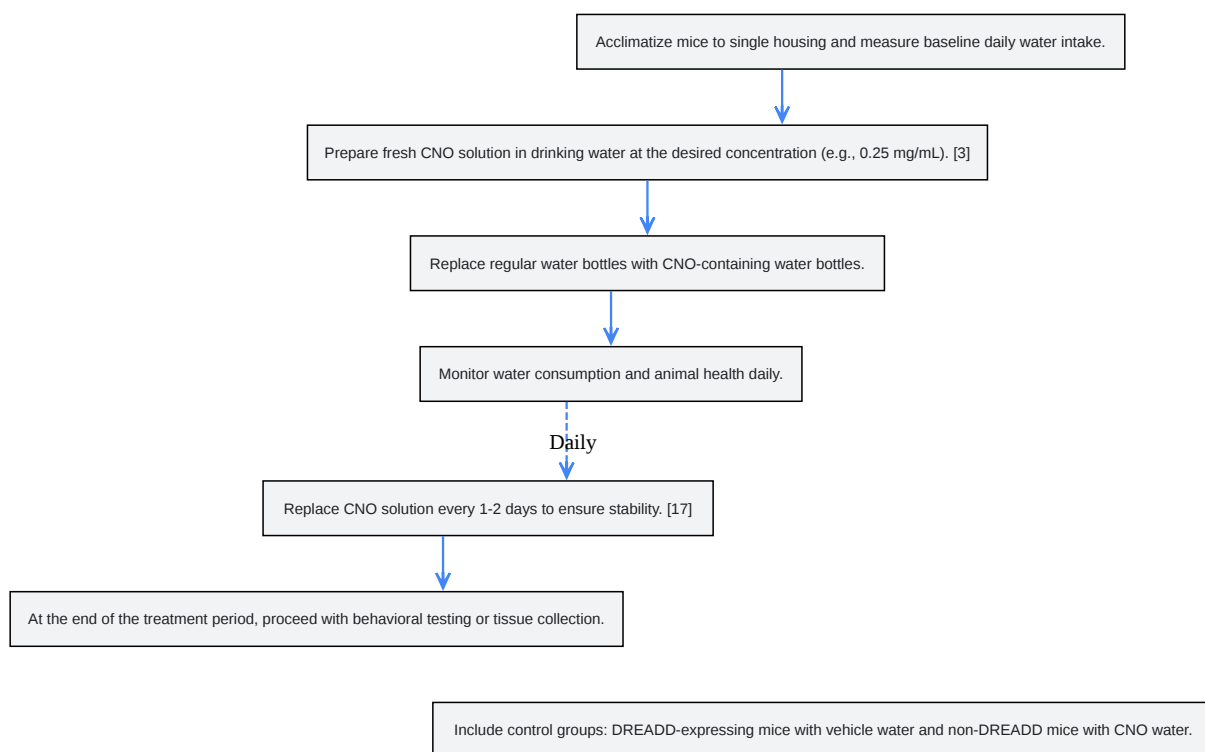 Acclimatize mice to single housing and measure baseline daily water intake.
Prepare fresh CNO solution in drinking water at the desired concentration (e.g., 0.25 mg/mL). [3]
Replace regular water bottles with CNO-containing water bottles.
Monitor water consumption and animal health daily.
Daily
Replace CNO solution every 1-2 days to ensure stability. [17]
At the end of the treatment period, proceed with behavioral testing or tissue collection.
Include control groups: DREADD-expressing mice with vehicle water and non-DREADD mice with CNO water.